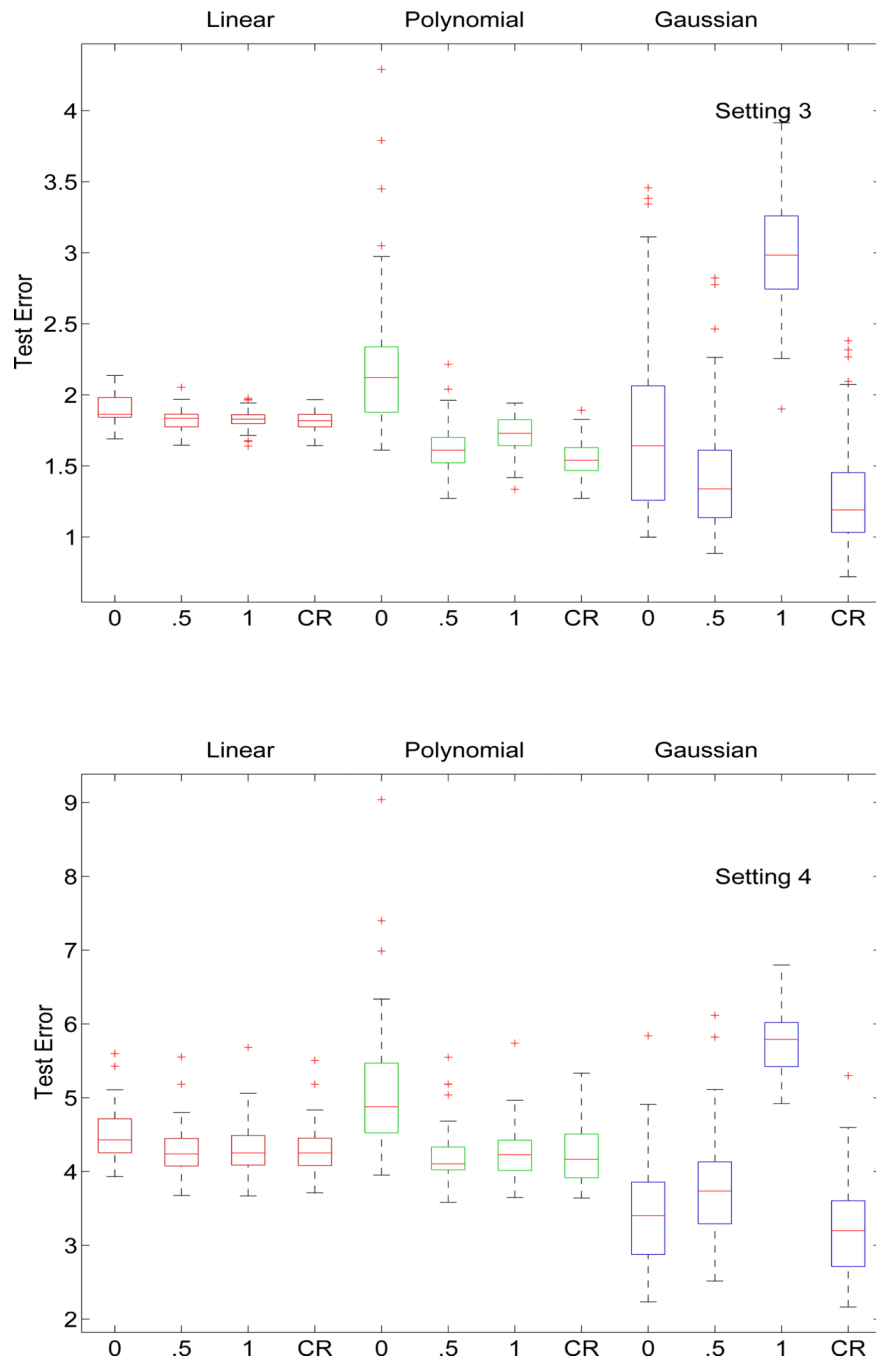 Linear Polynomial Gaussian
Setting 3
4
3.5
3
2.5
2
1.5
1
Test Error
0 .5 1 CR 0 .5 1 CR 0 .5 1 CR
Linear Polynomial Gaussian
Setting 4
9
8
7
6
5
4
3
2
Test Error
0 .5 1 CR 0 .5 1 CR 0 .5 1 CR